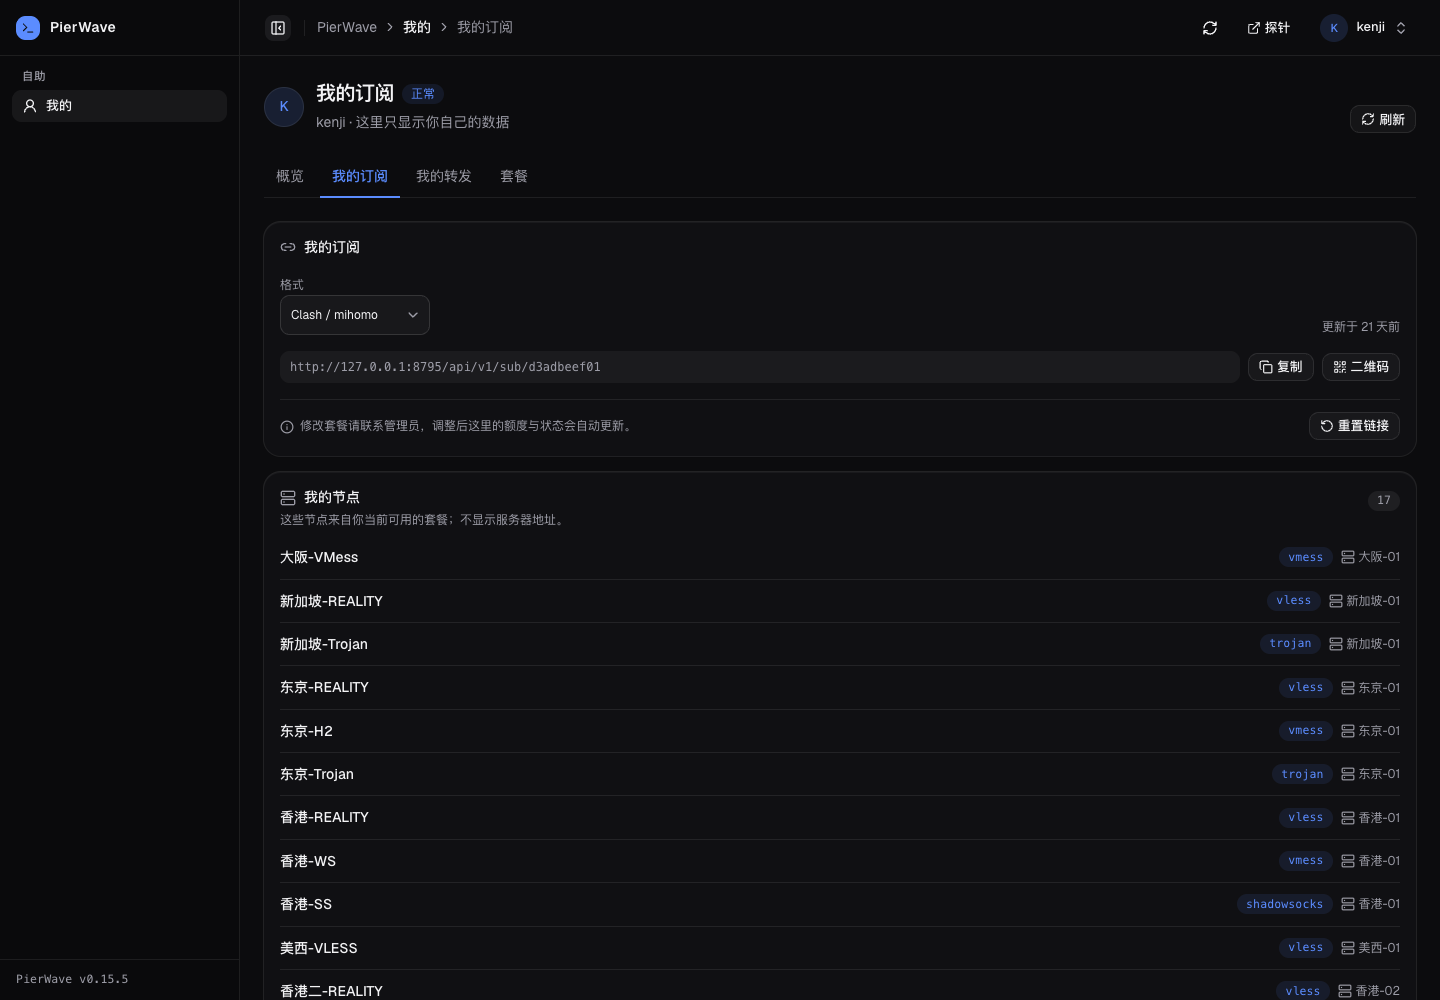 PierWave
PierWave > 我的 > 我的订阅
探针
K
kenji
自助
我的
K
我的订阅
正常
kenji · 这里只显示你自己的数据
刷新
概览
我的订阅
我的转发
套餐
我的订阅
格式
Clash / mihomo
更新于 21 天前
http://127.0.0.1:8795/api/v1/sub/d3adbeef01
复制
二维码
修改套餐请联系管理员，调整后这里的额度与状态会自动更新。
重置链接
我的节点
17
这些节点来自你当前可用的套餐；不显示服务器地址。
大阪-VMess vmess 大阪-01
新加坡-REALITY vless 新加坡-01
新加坡-Trojan trojan 新加坡-01
东京-REALITY vless 东京-01
东京-H2 vmess 东京-01
东京-Trojan trojan 东京-01
香港-REALITY vless 香港-01
香港-WS vmess 香港-01
香港-SS shadowsocks 香港-01
美西-VLESS vless 美西-01
香港二-REALITY vless 香港-02
PierWave v0.15.5